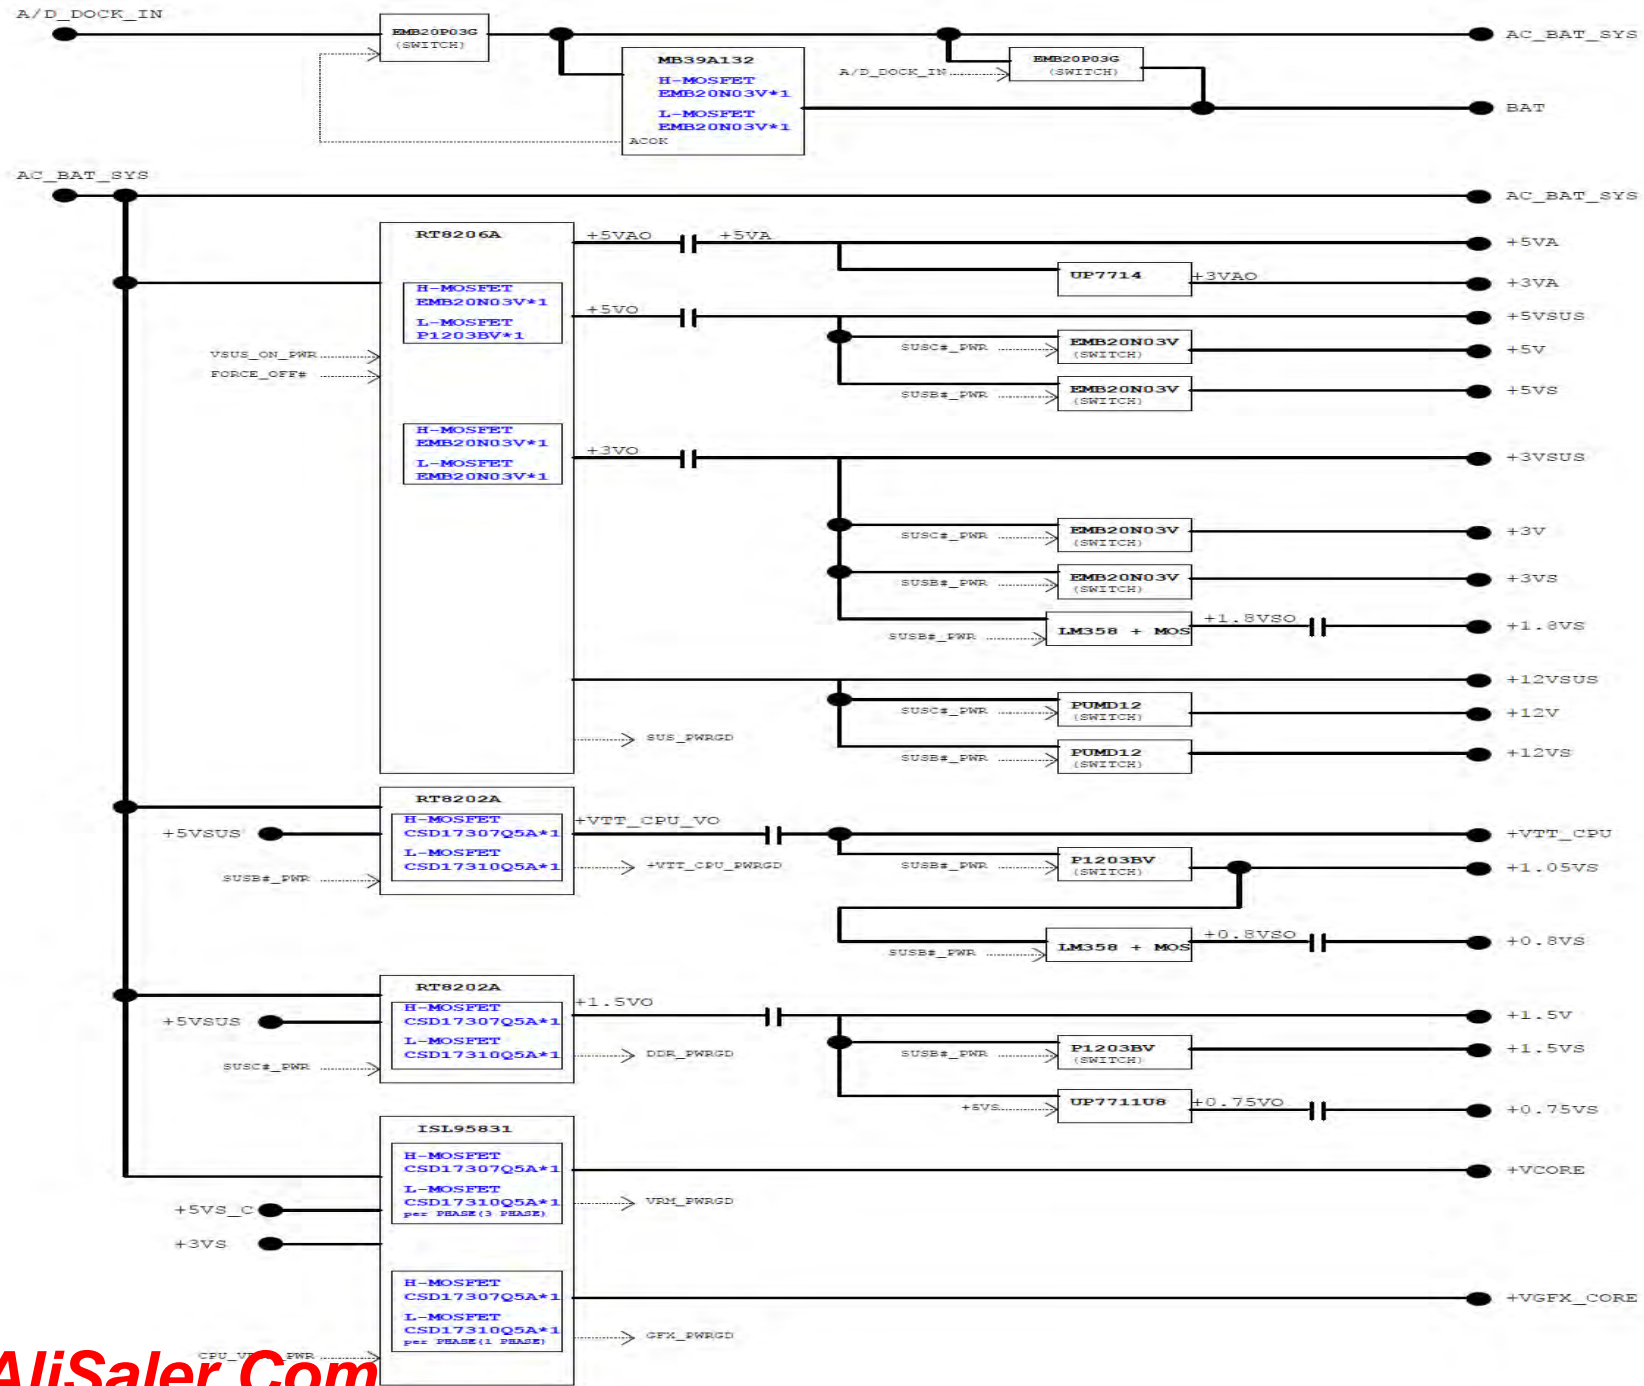 A/D_DOCK_IN
EMB20P03G
(SWITCH)
AC_BAT_SYS
MB39A132
H-MOSFET
EMB20N03V*1
L-MOSFET
EMB20N03V*1
ACOK
A/D_DOCK_IN
EMB20P03G
(SWITCH)
BAT
AC_BAT_SYS
AC_BAT_SYS
RT8206A
+5VAO
+5VA
+5VA
UP7714
+3VAO
+3VA
H-MOSFET
EMB20N03V*1
L-MOSFET
P1203BV*1
+5VO
+5VSUS
VSUS_ON_PWR
FORCE_OFF#
SUSC#_PWR
EMB20N03V
(SWITCH)
+5V
SUSB#_PWR
EMB20N03V
(SWITCH)
+5VS
H-MOSFET
EMB20N03V*1
L-MOSFET
EMB20N03V*1
+3VO
+3VSUS
SUSC#_PWR
EMB20N03V
(SWITCH)
+3V
SUSB#_PWR
EMB20N03V
(SWITCH)
+3VS
SUSB#_PWR
LM358 + MOS
+1.8VSO
+1.8VS
+12VSUS
SUSC#_PWR
PUMD12
(SWITCH)
+12V
SUS_PWRGD
SUSB#_PWR
PUMD12
(SWITCH)
+12VS
RT8202A
+5VSUS
H-MOSFET
CSD17307Q5A*1
L-MOSFET
CSD17310Q5A*1
SUSB#_PWR
+VTT_CPU_VO
+VTT_CPU
+VTT_CPU_PWRGD
SUSB#_PWR
P1203BV
(SWITCH)
+1.05VS
SUSB#_PWR
LM358 + MOS
+0.8VSO
+0.8VS
RT8202A
+5VSUS
H-MOSFET
CSD17307Q5A*1
L-MOSFET
CSD17310Q5A*1
SUSC#_PWR
+1.5VO
+1.5V
DDR_PWRGD
SUSB#_PWR
P1203BV
(SWITCH)
+1.5VS
+5VS
UP7711U8
+0.75VO
+0.75VS
ISL95831
H-MOSFET
CSD17307Q5A*1
L-MOSFET
CSD17310Q5A*1
per PHASE(3 PHASE)
+VCORE
VRM_PWRGD
+5VS_C
+3VS
H-MOSFET
CSD17307Q5A*1
L-MOSFET
CSD17310Q5A*1
per PHASE(1 PHASE)
+VGFX_CORE
GFX_PWRGD
AliSaler.Com